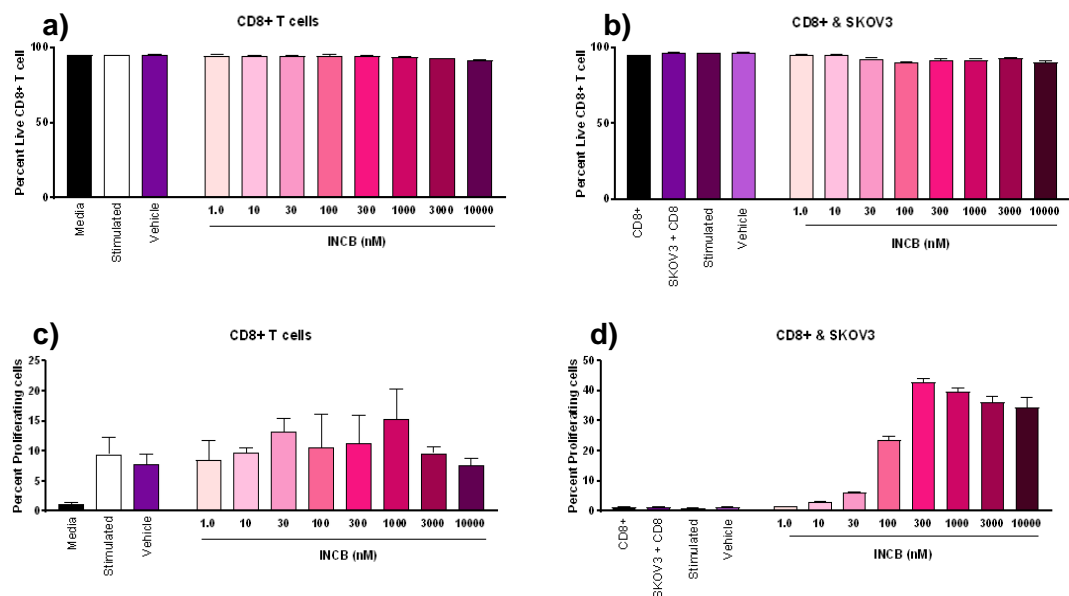 a)
CD8+ T cells
Percent Live CD8+ T cell
100
50
0
Media
Stimulated
Vehicle
1.0 10 30 100 300 1000 3000 10000
INCB (nM)
b)
CD8+ & SKOV3
Percent Live CD8+ T cell
100
50
0
CD8+
SKOV3 + CD8
Stimulated
Vehicle
1.0 10 30 100 300 1000 3000 10000
INCB (nM)
c)
CD8+ T cells
Percent Proliferating cells
25
20
15
10
5
0
Media
Stimulated
Vehicle
1.0 10 30 100 300 1000 3000 10000
INCB (nM)
d)
CD8+ & SKOV3
Percent Proliferating cells
50
40
30
20
10
0
CD8+
SKOV3 + CD8
Stimulated
Vehicle
1.0 10 30 100 300 1000 3000 10000
INCB (nM)